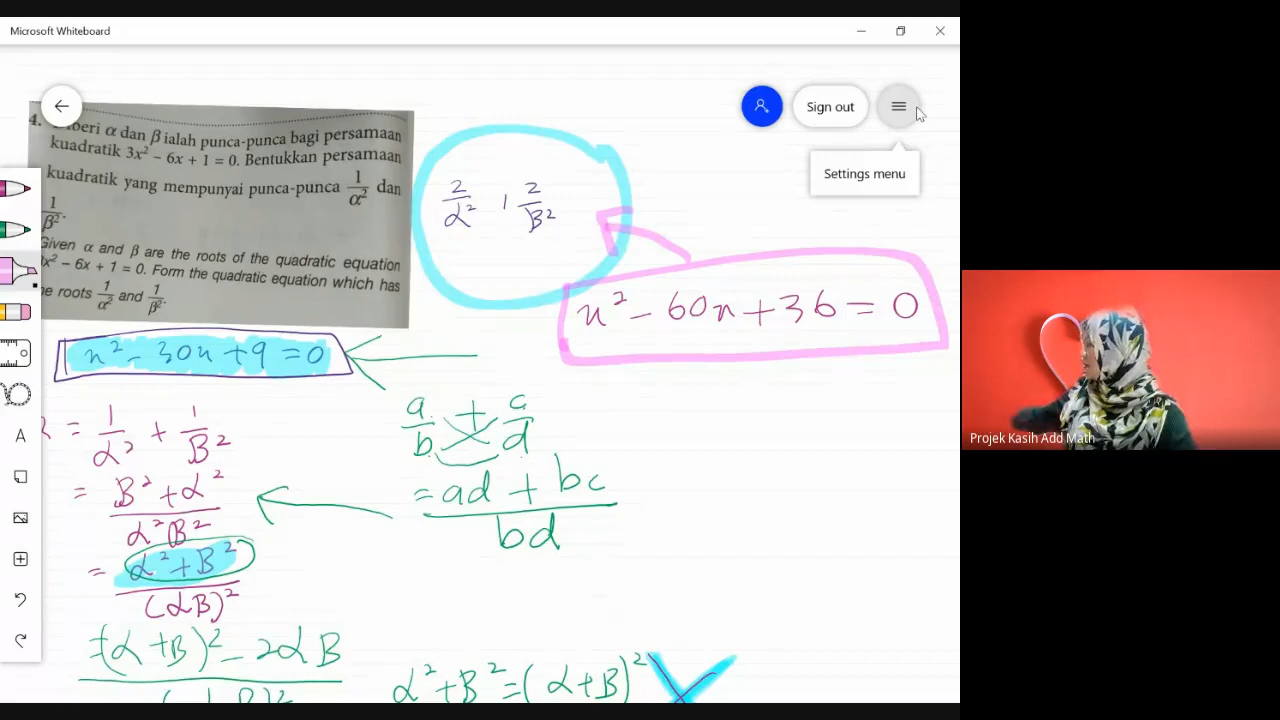 Microsoft Whiteboard
Sign out
Settings menu
4. beri α dan β ialah punca-punca bagi persamaan
kuadratik 3x² − 6x + 1 = 0. Bentukkan persamaan
kuadratik yang mempunyai punca-punca 1/α² dan
1/β².
Given α and β are the roots of the quadratic equation
x² − 6x + 1 = 0. Form the quadratic equation which has
e roots 1/α² and 1/β².
2/α² , 2/β²
x² − 60x + 36 = 0
x² − 30x + 9 = 0
= 1/α² + 1/β²
= β² + α² / α²β²
= α² + β² / (αβ)²
= (α + β)² − 2αβ
a/b + c/d
= ad + bc / bd
α² + β² = (α + β)²
A
Projek Kasih Add Math